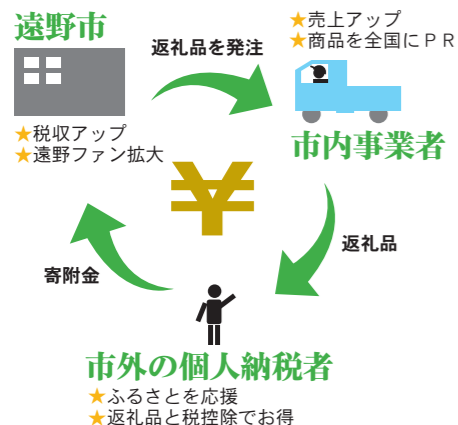 遠野市
★税収アップ
★遠野ファン拡大
返礼品を発注
★売上アップ
★商品を全国にＰＲ
市内事業者
¥
返礼品
寄附金
市外の個人納税者
★ふるさとを応援
★返礼品と税控除でお得